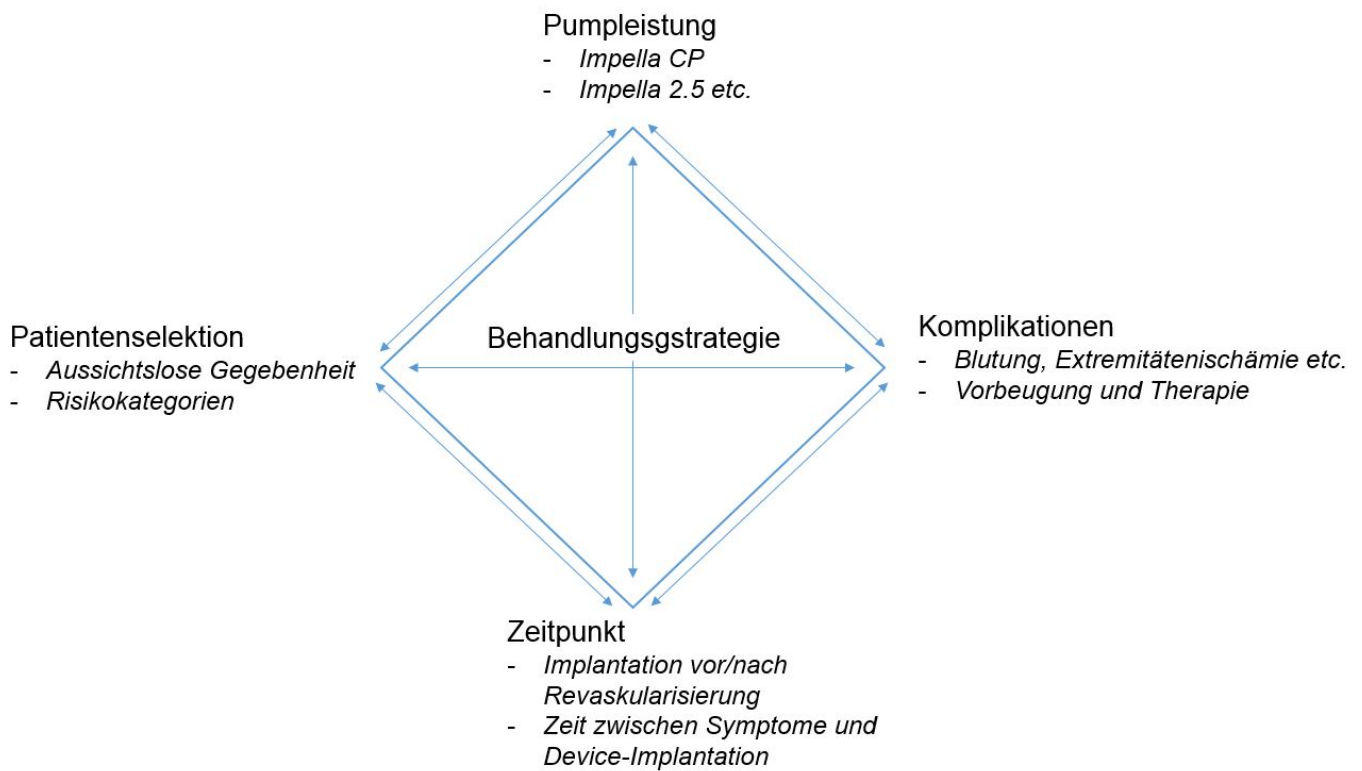 Pumpleistung
- Impella CP
- Impella 2.5 etc.
Patientenselektion
- Aussichtslose Gegebenheit
- Risikokategorien
Behandlungsgstrategie
Komplikationen
- Blutung, Extremitätenischämie etc.
- Vorbeugung und Therapie
Zeitpunkt
- Implantation vor/nach
Revaskularisierung
- Zeit zwischen Symptome und
Device-Implantation